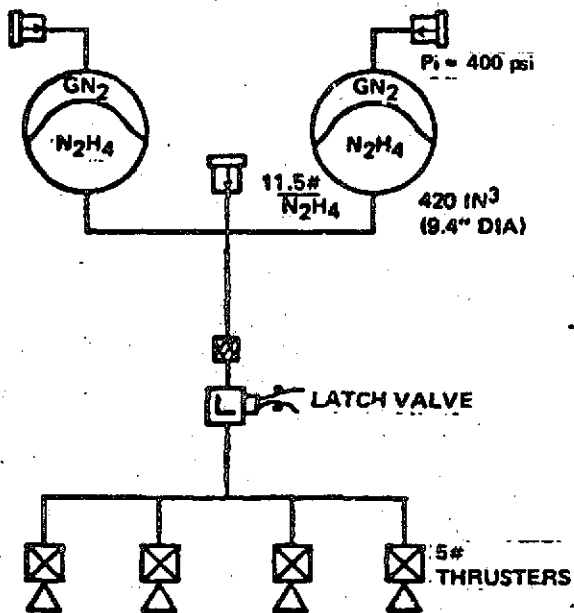 Pi = 400 psi
GN2
GN2
N2H4
N2H4
11.5#
N2H4
420 IN3
(9.4" DIA)
L
LATCH VALVE
5#
THRUSTERS